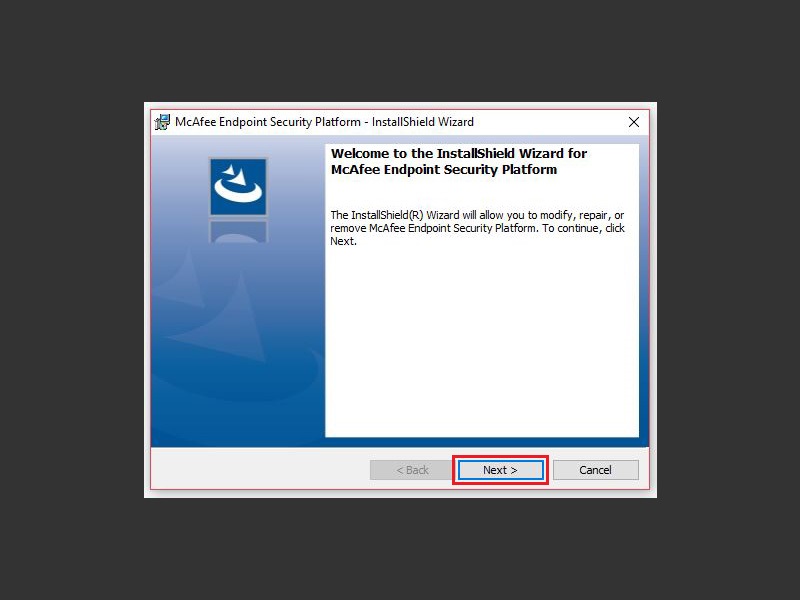 McAfee Endpoint Security Platform - InstallShield Wizard
Welcome to the InstallShield Wizard for
McAfee Endpoint Security Platform
The InstallShield(R) Wizard will allow you to modify, repair, or
remove McAfee Endpoint Security Platform. To continue, click
Next.
< Back
Next >
Cancel